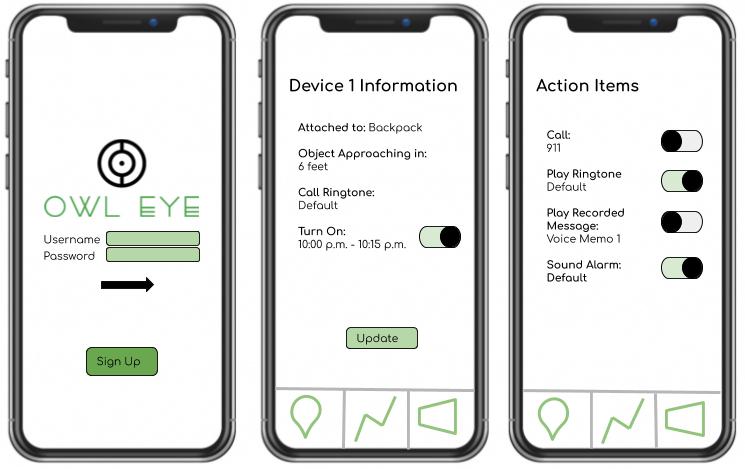 OWL EYE
Username
Password
Sign Up
Device 1 Information
Attached to: Backpack
Object Approaching in:
6 feet
Call Ringtone:
Default
Turn On:
10:00 p.m. - 10:15 p.m.
Update
Action Items
Call:
911
Play Ringtone
Default
Play Recorded
Message:
Voice Memo 1
Sound Alarm:
Default